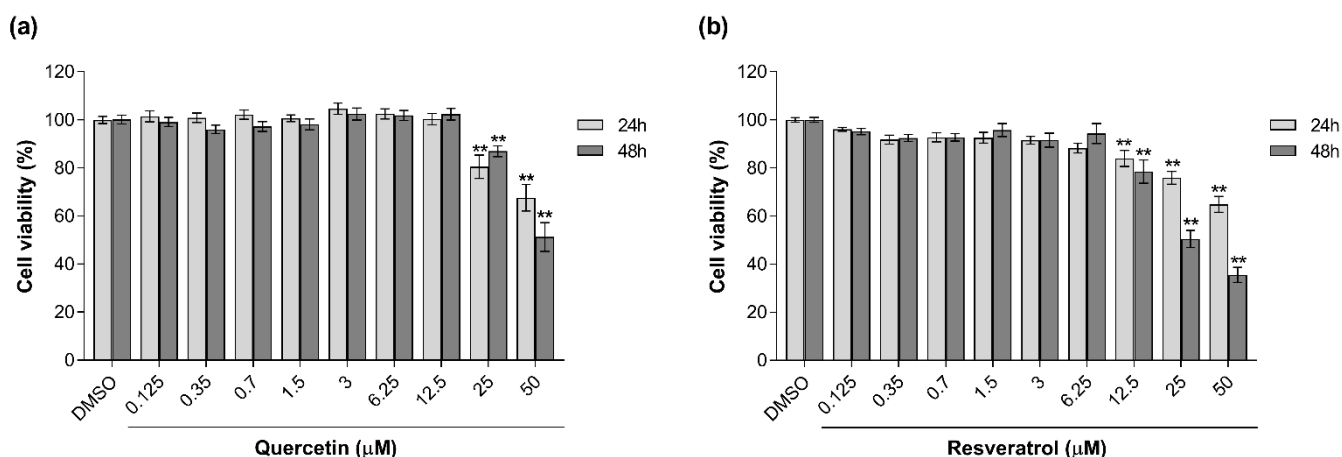 (a)
120
100
80
60
40
20
0
Cell viability (%)
** ** ** **
24h
48h
DMSO 0.125 0.35 0.7 1.5 3 6.25 12.5 25 50
Quercetin (μM)
(b)
120
100
80
60
40
20
0
Cell viability (%)
** ** ** ** ** **
24h
48h
DMSO 0.125 0.35 0.7 1.5 3 6.25 12.5 25 50
Resveratrol (μM)